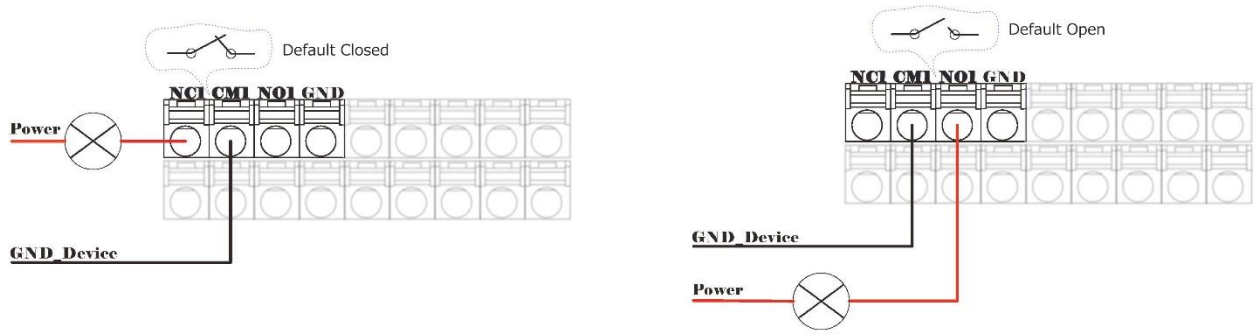 Default Closed
NC1 CM1 NO1 GND
Power
GND_Device
Default Open
NC1 CM1 NO1 GND
GND_Device
Power